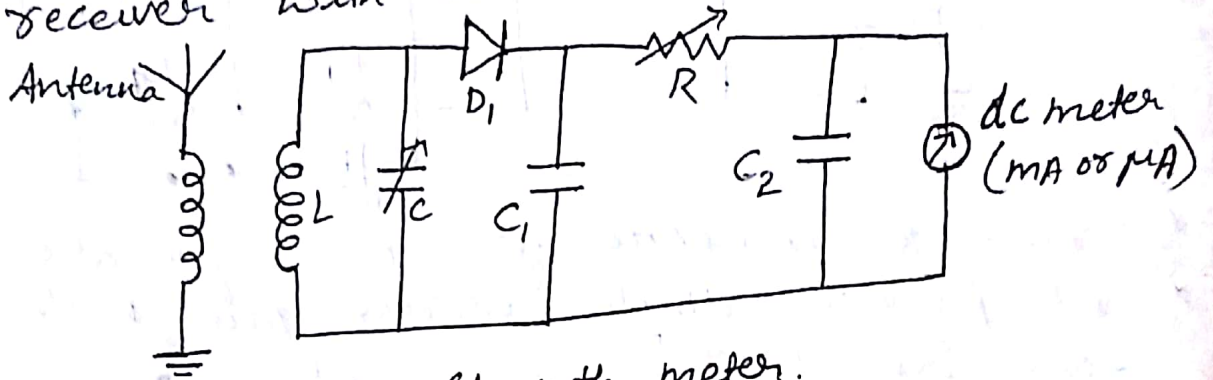 receiver
Antenna
D₁
R
L
C
C₁
C₂
dc meter
(mA or μA)
meter.